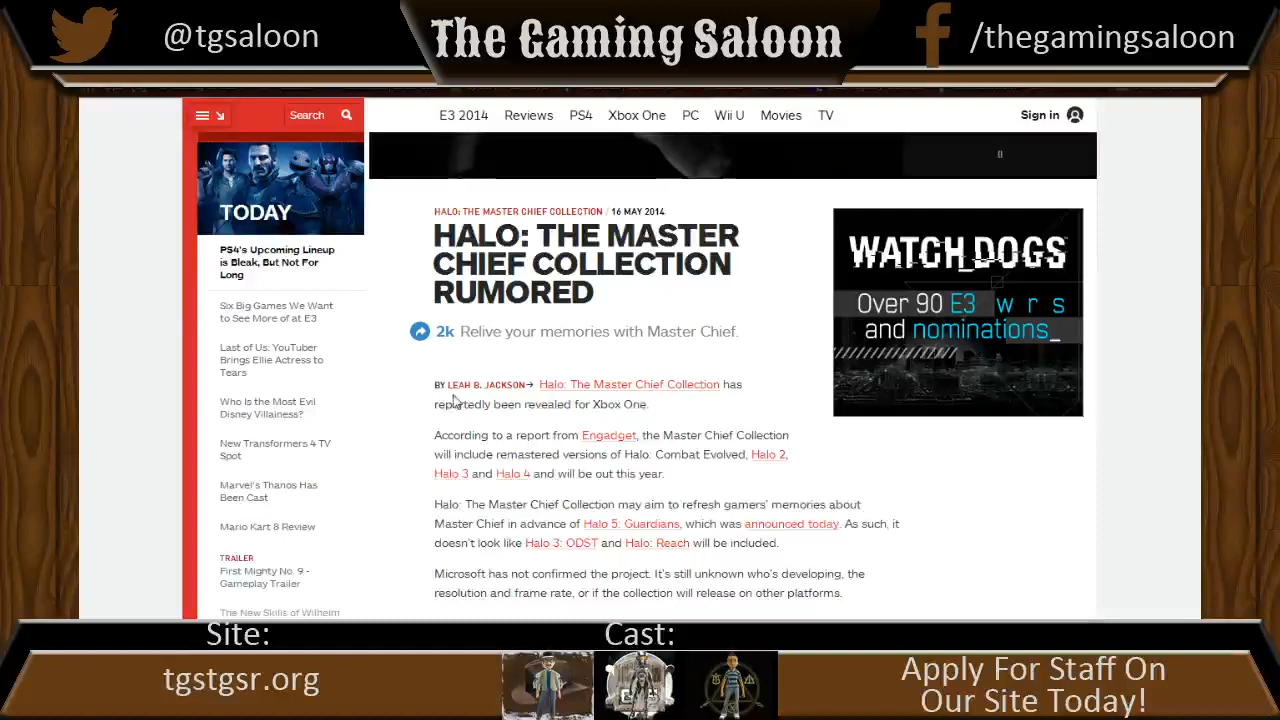 @tgsaloon
The Gaming Saloon
/thegamingsaloon
Search
E3 2014 Reviews PS4 Xbox One PC Wii U Movies TV
Sign in
TODAY
PS4's Upcoming Lineup
is Bleak, But Not For
Long
Six Big Games We Want
to See More of at E3
Last of Us: YouTuber
Brings Ellie Actress to
Tears
Who Is the Most Evil
Disney Villainess?
New Transformers 4 TV
Spot
Marvel's Thanos Has
Been Cast
Mario Kart 8 Review
TRAILER
First Mighty No. 9 -
Gameplay Trailer
The New Skills of Wilhelm
HALO: THE MASTER CHIEF COLLECTION / 16 MAY 2014
HALO: THE MASTER
CHIEF COLLECTION
RUMORED
2k Relive your memories with Master Chief.
BY LEAH B. JACKSON Halo: The Master Chief Collection has
reportedly been revealed for Xbox One.
According to a report from Engadget, the Master Chief Collection
will include remastered versions of Halo: Combat Evolved, Halo 2,
Halo 3 and Halo 4 and will be out this year.
Halo: The Master Chief Collection may aim to refresh gamers' memories about
Master Chief in advance of Halo 5: Guardians, which was announced today. As such, it
doesn't look like Halo 3: ODST and Halo: Reach will be included.
Microsoft has not confirmed the project. It's still unknown who's developing, the
resolution and frame rate, or if the collection will release on other platforms.
WATCH_DOGS
Over 90 E3 w r s
and nominations_
Site:
tgstgsr.org
Cast:
Apply For Staff On
Our Site Today!